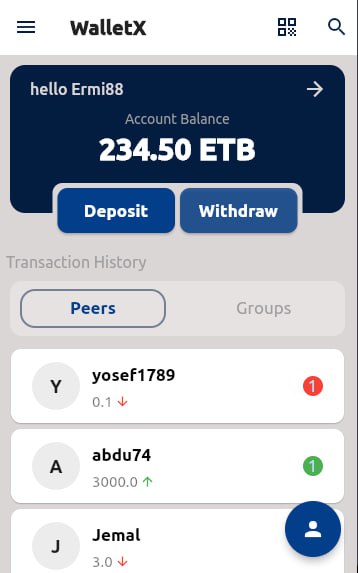 WalletX
hello Ermi88
Account Balance
234.50 ETB
Deposit Withdraw
Transaction History
Peers Groups
Y yosef1789 1
0.1
A abdu74 1
3000.0
J Jemal
3.0